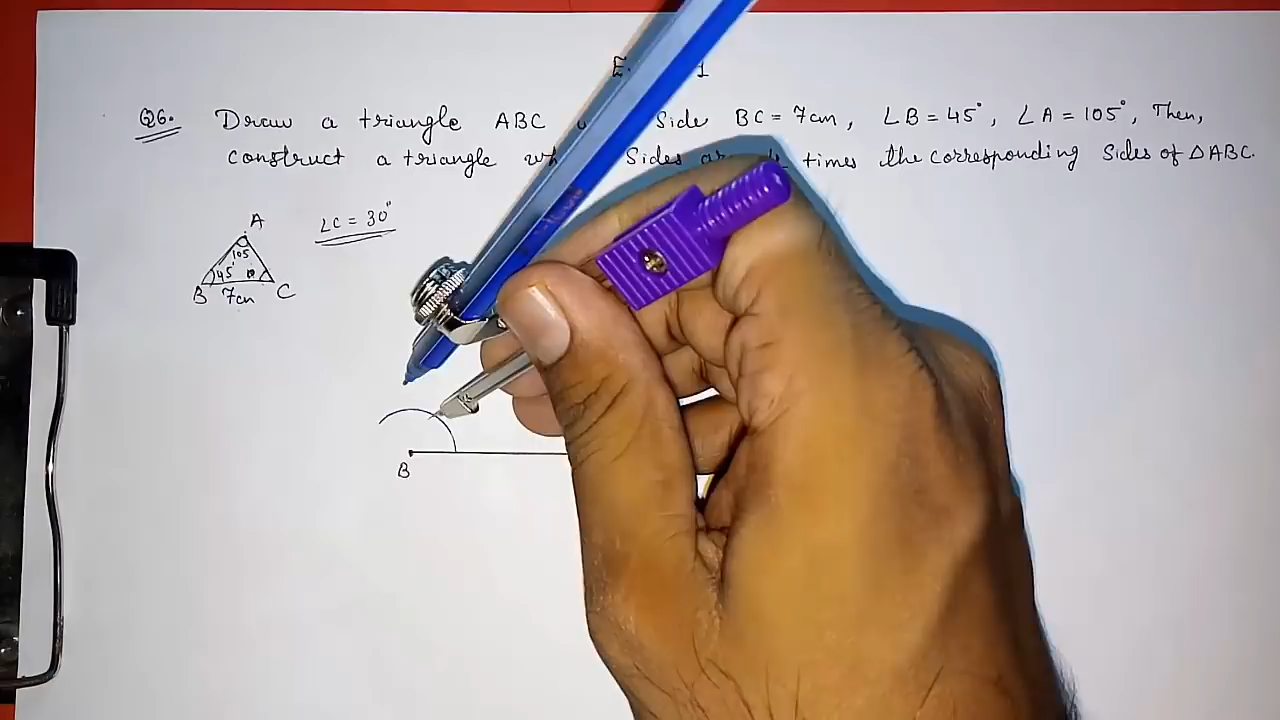 Q6. Draw a triangle ABC Side BC = 7cm, ∠B = 45°, ∠A = 105°, Then,
construct a triangle Sides times the corresponding Sides of ΔABC.
A
∠C = 30°
105
45°
B 7cm C
B